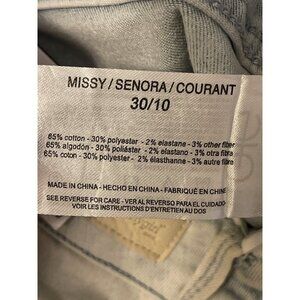 MISSY / SENORA / COURANT
30/10
65% cotton - 30% polyester - 2% elastane - 3% other fiber
65% algodón - 30% poliéster - 2% elastano - 3% otra fibra
65% coton - 30% polyester - 2% élasthanne - 3% autre fibre
MADE IN CHINA - HECHO EN CHINA - FABRIQUÉ EN CHINE
SEE REVERSE FOR CARE - VER AL REVERSO PARA EL CUIDADO
VOIR LES INSTRUCTIONS D'ENTRETIEN AU DOS